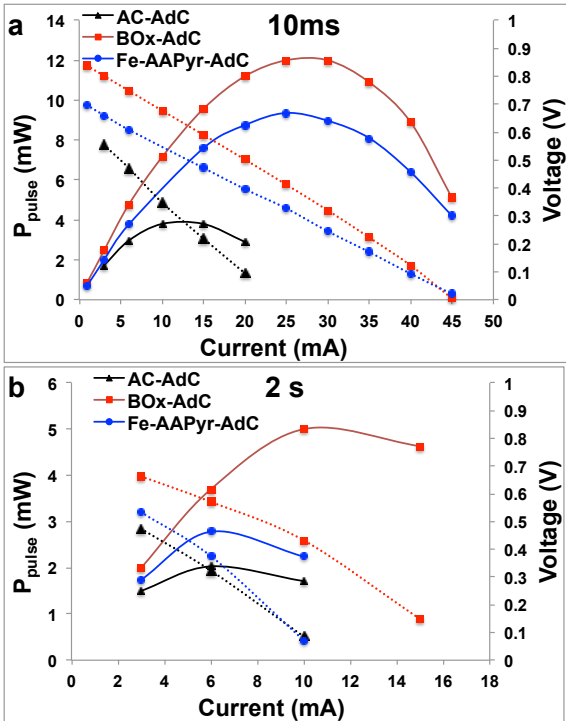 a
10ms
AC-AdC
BOx-AdC
Fe-AAPyr-AdC
14
12
10
8
6
4
2
0
P_pulse (mW)
1
0.9
0.8
0.7
0.6
0.5
0.4
0.3
0.2
0.1
0
Voltage (V)
0 5 10 15 20 25 30 35 40 45 50
Current (mA)
b
2 s
AC-AdC
BOx-AdC
Fe-AAPyr-AdC
6
5
4
3
2
1
0
P_pulse (mW)
1
0.9
0.8
0.7
0.6
0.5
0.4
0.3
0.2
0.1
0
Voltage (V)
0 2 4 6 8 10 12 14 16 18
Current (mA)